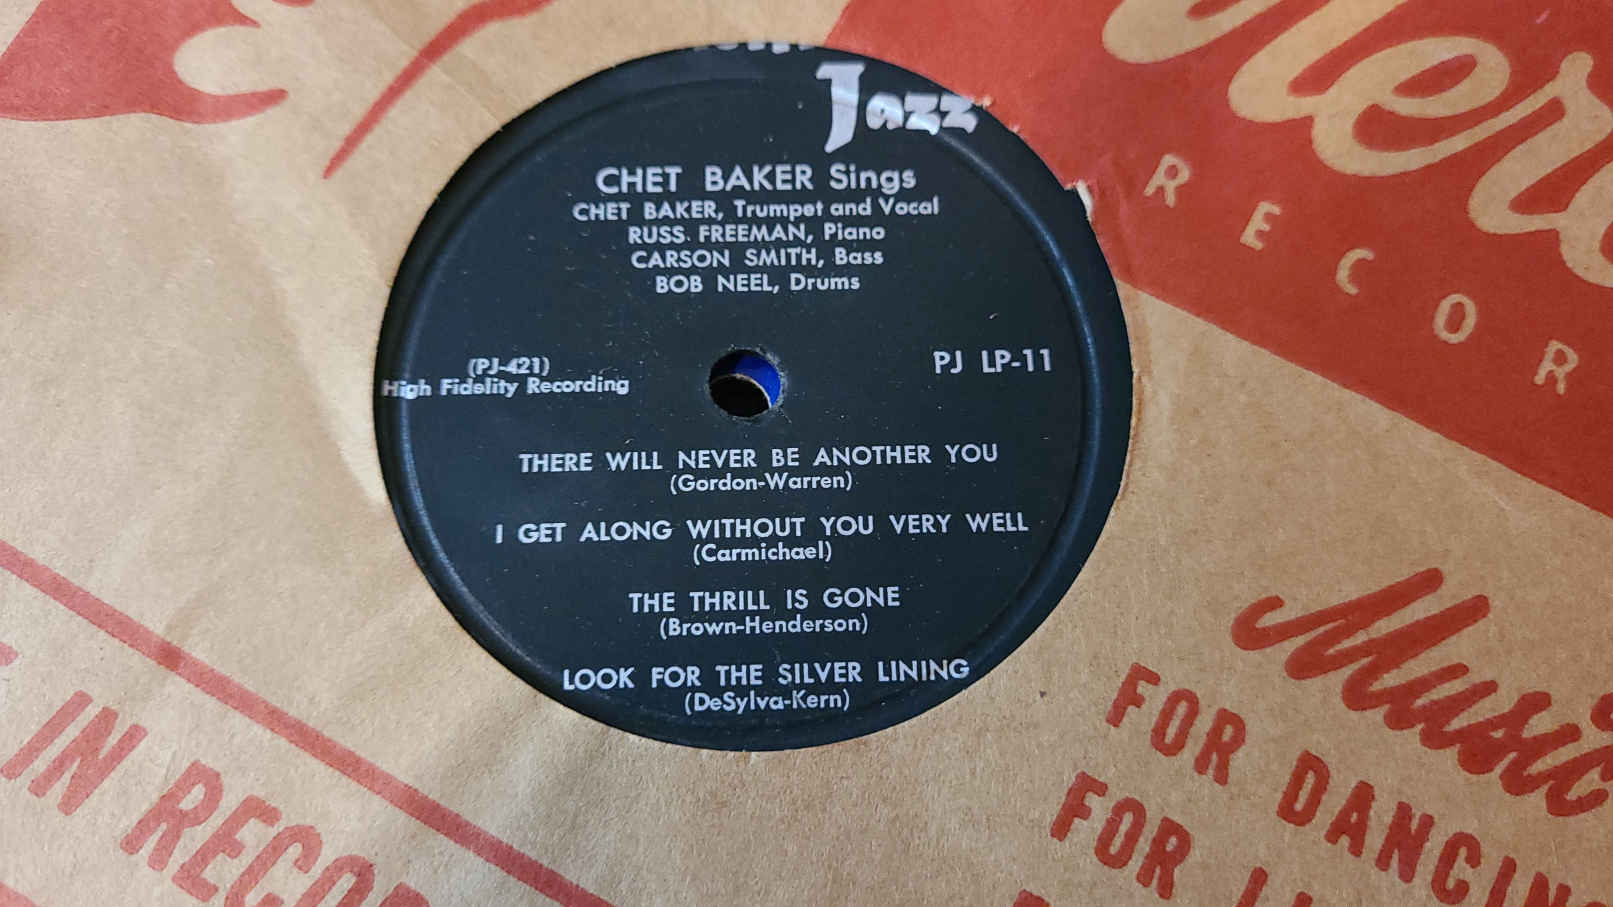 Jazz
CHET BAKER Sings
CHET BAKER, Trumpet and Vocal
RUSS FREEMAN, Piano
CARSON SMITH, Bass
BOB NEEL, Drums
(PJ-421)
High Fidelity Recording
PJ LP-11
THERE WILL NEVER BE ANOTHER YOU
(Gordon-Warren)
I GET ALONG WITHOUT YOU VERY WELL
(Carmichael)
THE THRILL IS GONE
(Brown-Henderson)
LOOK FOR THE SILVER LINING
(DeSylva-Kern)
RECOR
Music
FOR DANCIN
FOR
IN RECO